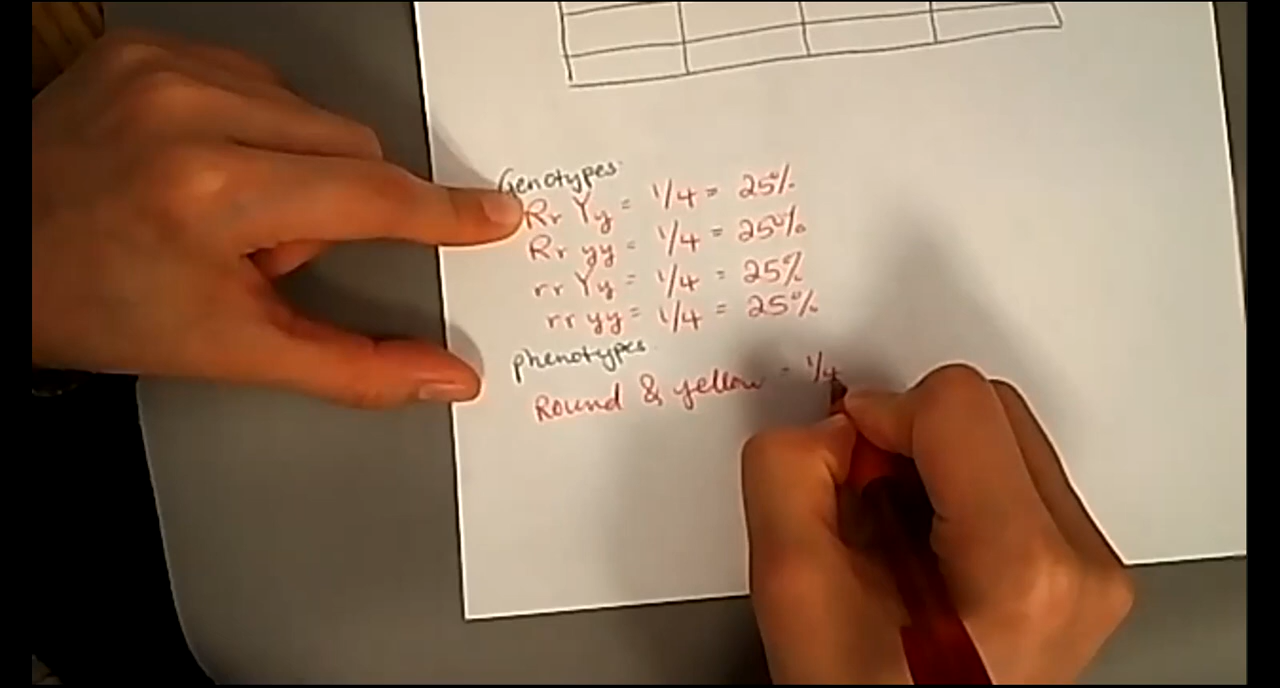 Genotypes:
Rr Yy = 1/4 = 25%
Rr yy = 1/4 = 25%
rr Yy = 1/4 = 25%
rr yy = 1/4 = 25%
phenotypes:
Round & yellow = 1/4